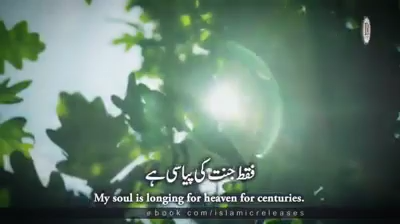 فقط جنت کی پیاسی ہے
My soul is longing for heaven for centuries.
ebook.com/islamicreleases